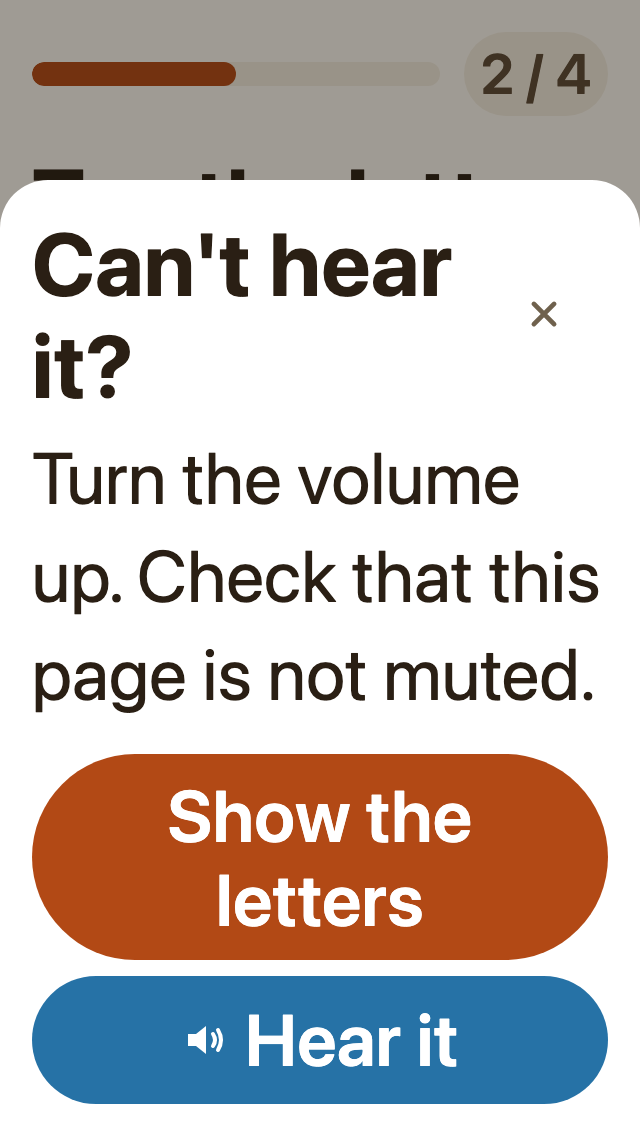 2 / 4
Can't hear
it?
Turn the volume
up. Check that this
page is not muted.
Show the
letters
Hear it